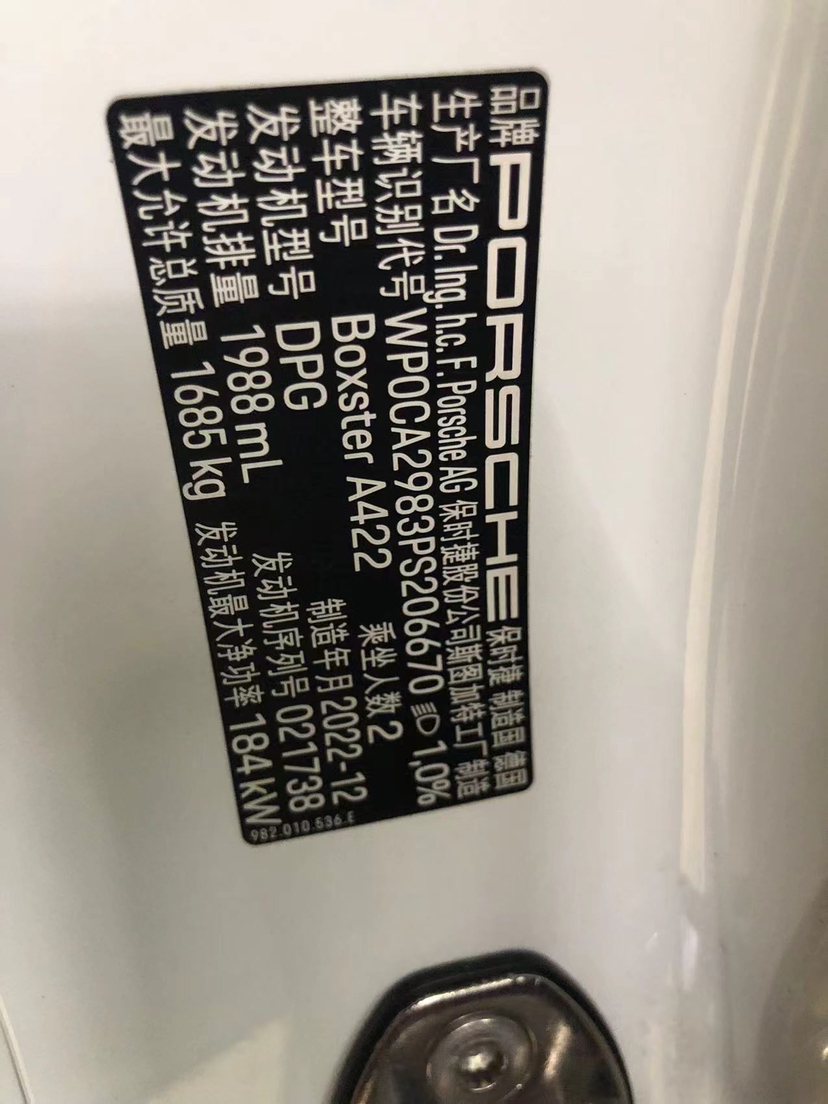 品牌 PORSCHE 保时捷 制造国 德国
生产厂名 Dr. Ing. h.c. F. Porsche AG 保时捷股份公司斯图加特工厂 制造
车辆识别代号 WP0CA2983PS206670 1,0%
整车型号 Boxster A422 乘坐人数 2
发动机型号 DPG 制造年月 2022-12
发动机排量 1988 mL 发动机序列号 021738
最大允许总质量 1685 kg 发动机最大净功率 184 kW
982.010.536.E